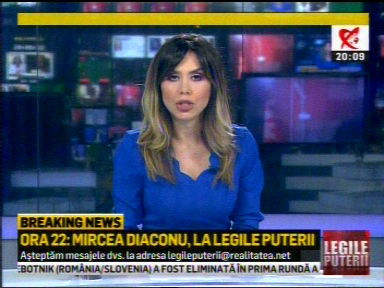 20:09
BREAKING NEWS
ORA 22: MIRCEA DIACONU, LA LEGILE PUTERII
Așteptăm mesajele dvs. la adresa legileputerii@realitatea.net
LEGILE
PUTERII
EBOTNIK (ROMÂNIA/SLOVENIA) A FOST ELIMINATĂ ÎN PRIMA RUNDĂ A